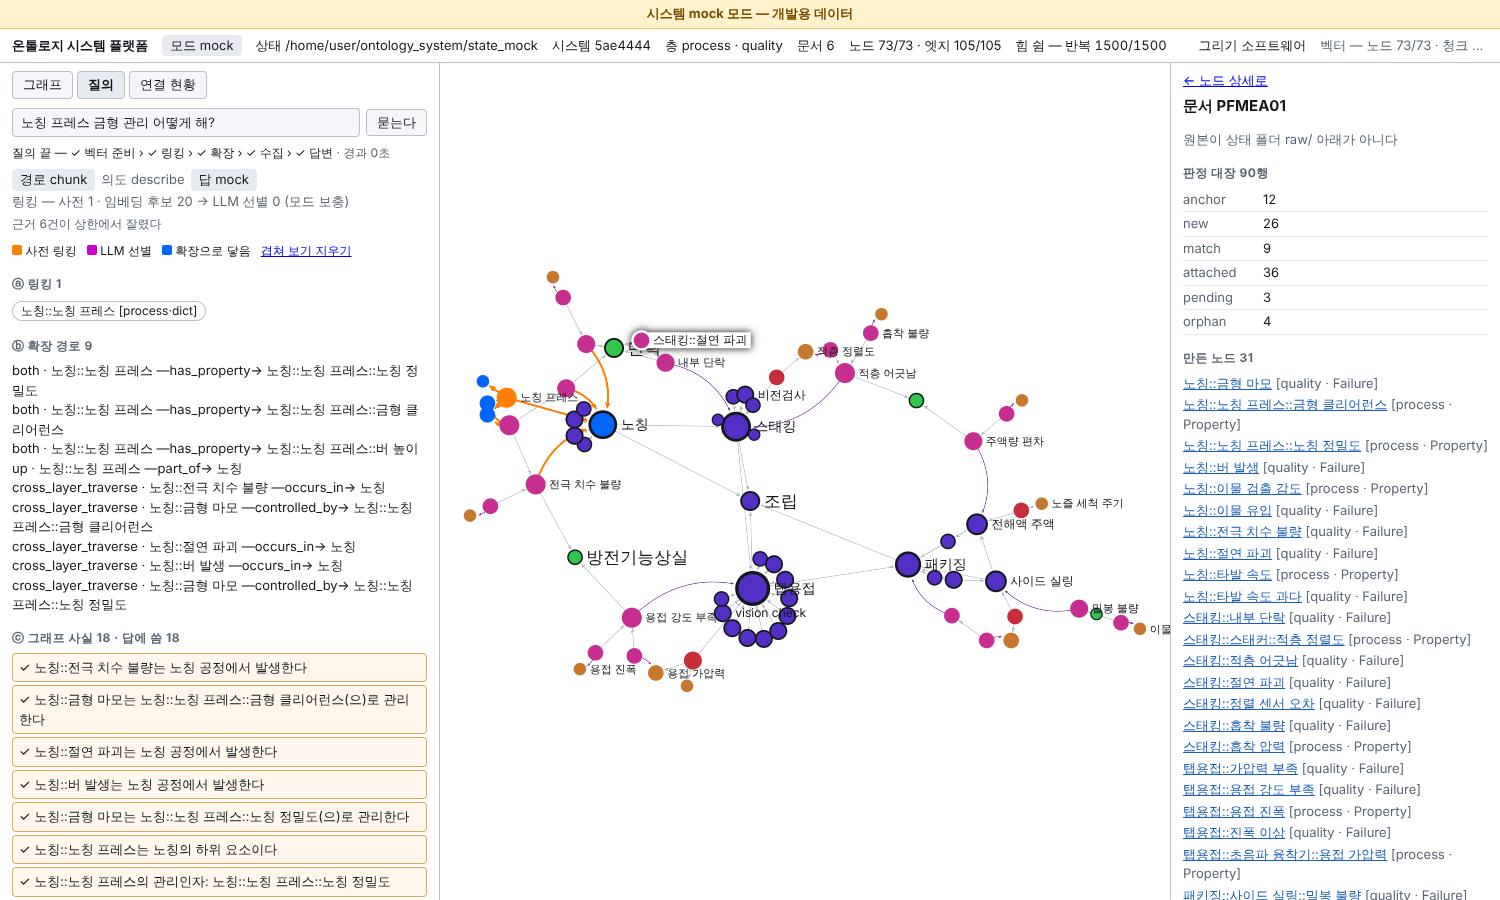 시스템 mock 모드 — 개발용 데이터
온톨로지 시스템 플랫폼 모드 mock 상태 /home/user/ontology_system/state_mock 시스템 5ae4444 층 process · quality 문서 6 노드 73/73 · 엣지 105/105 힘 쉼 — 반복 1500/1500 그리기 소프트웨어 벡터 — 노드 73/73 · 청크 ...
그래프 질의 연결 현황
노칭 프레스 금형 관리 어떻게 해? 묻는다
질의 끝 — ✓ 벡터 준비 › ✓ 링킹 › ✓ 확장 › ✓ 수집 › ✓ 답변 · 경과 0초
경로 chunk 의도 describe 답 mock
링킹 — 사전 1 · 임베딩 후보 20 → LLM 선별 0 (모드 보충)
근거 6건이 상한에서 잘렸다
사전 링킹 LLM 선별 확장으로 닿음 겹쳐 보기 지우기
ⓐ 링킹 1
노칭::노칭 프레스 [process·dict]
ⓑ 확장 경로 9
both · 노칭::노칭 프레스 —has_property→ 노칭::노칭 프레스::노칭 정
밀도
both · 노칭::노칭 프레스 —has_property→ 노칭::노칭 프레스::금형 클
리어런스
both · 노칭::노칭 프레스 —has_property→ 노칭::노칭 프레스::버 높이
up · 노칭::노칭 프레스 —part_of→ 노칭
cross_layer_traverse · 노칭::전극 치수 불량 —occurs_in→ 노칭
cross_layer_traverse · 노칭::금형 마모 —controlled_by→ 노칭::노칭
프레스::금형 클리어런스
cross_layer_traverse · 노칭::절연 파괴 —occurs_in→ 노칭
cross_layer_traverse · 노칭::버 발생 —occurs_in→ 노칭
cross_layer_traverse · 노칭::금형 마모 —controlled_by→ 노칭::노칭
프레스::노칭 정밀도
ⓒ 그래프 사실 18 · 답에 씀 18
✓ 노칭::전극 치수 불량는 노칭 공정에서 발생한다
✓ 노칭::금형 마모는 노칭::노칭 프레스::금형 클리어런스(으)로 관리
한다
✓ 노칭::절연 파괴는 노칭 공정에서 발생한다
✓ 노칭::버 발생는 노칭 공정에서 발생한다
✓ 노칭::금형 마모는 노칭::노칭 프레스::노칭 정밀도(으)로 관리한다
✓ 노칭::노칭 프레스는 노칭의 하위 요소이다
✓ 노칭::노칭 프레스의 관리인자: 노칭::노칭 프레스::노칭 정밀도
스태킹::절연 파괴
내부 단락
흡착 불량
적층 정렬도
적층 어긋남
비전검사
노칭 프레스
노칭
스태킹
주액량 편차
전극 치수 불량
조립
노즐 세척 주기
전해액 주액
방전기능상실
패키징
사이드 실링
탭용접
vision check
용접 강도 부족
밀봉 불량
이물
용접 진폭
용접 가압력
← 노드 상세로
문서 PFMEA01
원본이 상태 폴더 raw/ 아래가 아니다
판정 대장 90행
anchor 12
new 26
match 9
attached 36
pending 3
orphan 4
만든 노드 31
노칭::금형 마모 [quality · Failure]
노칭::노칭 프레스::금형 클리어런스 [process ·
Property]
노칭::노칭 프레스::노칭 정밀도 [process · Property]
노칭::버 발생 [quality · Failure]
노칭::이물 검출 감도 [process · Property]
노칭::이물 유입 [quality · Failure]
노칭::전극 치수 불량 [quality · Failure]
노칭::절연 파괴 [quality · Failure]
노칭::타발 속도 [process · Property]
노칭::타발 속도 과다 [quality · Failure]
스태킹::내부 단락 [quality · Failure]
스태킹::스태커::적층 정렬도 [process · Property]
스태킹::적층 어긋남 [quality · Failure]
스태킹::절연 파괴 [quality · Failure]
스태킹::정렬 센서 오차 [quality · Failure]
스태킹::흡착 불량 [quality · Failure]
스태킹::흡착 압력 [process · Property]
탭용접::가압력 부족 [quality · Failure]
탭용접::용접 강도 부족 [quality · Failure]
탭용접::용접 진폭 [process · Property]
탭용접::진폭 이상 [quality · Failure]
탭용접::초음파 융착기::용접 가압력 [process ·
Property]
패키징::사이드 실링::밀봉 불량 [quality · Failure]